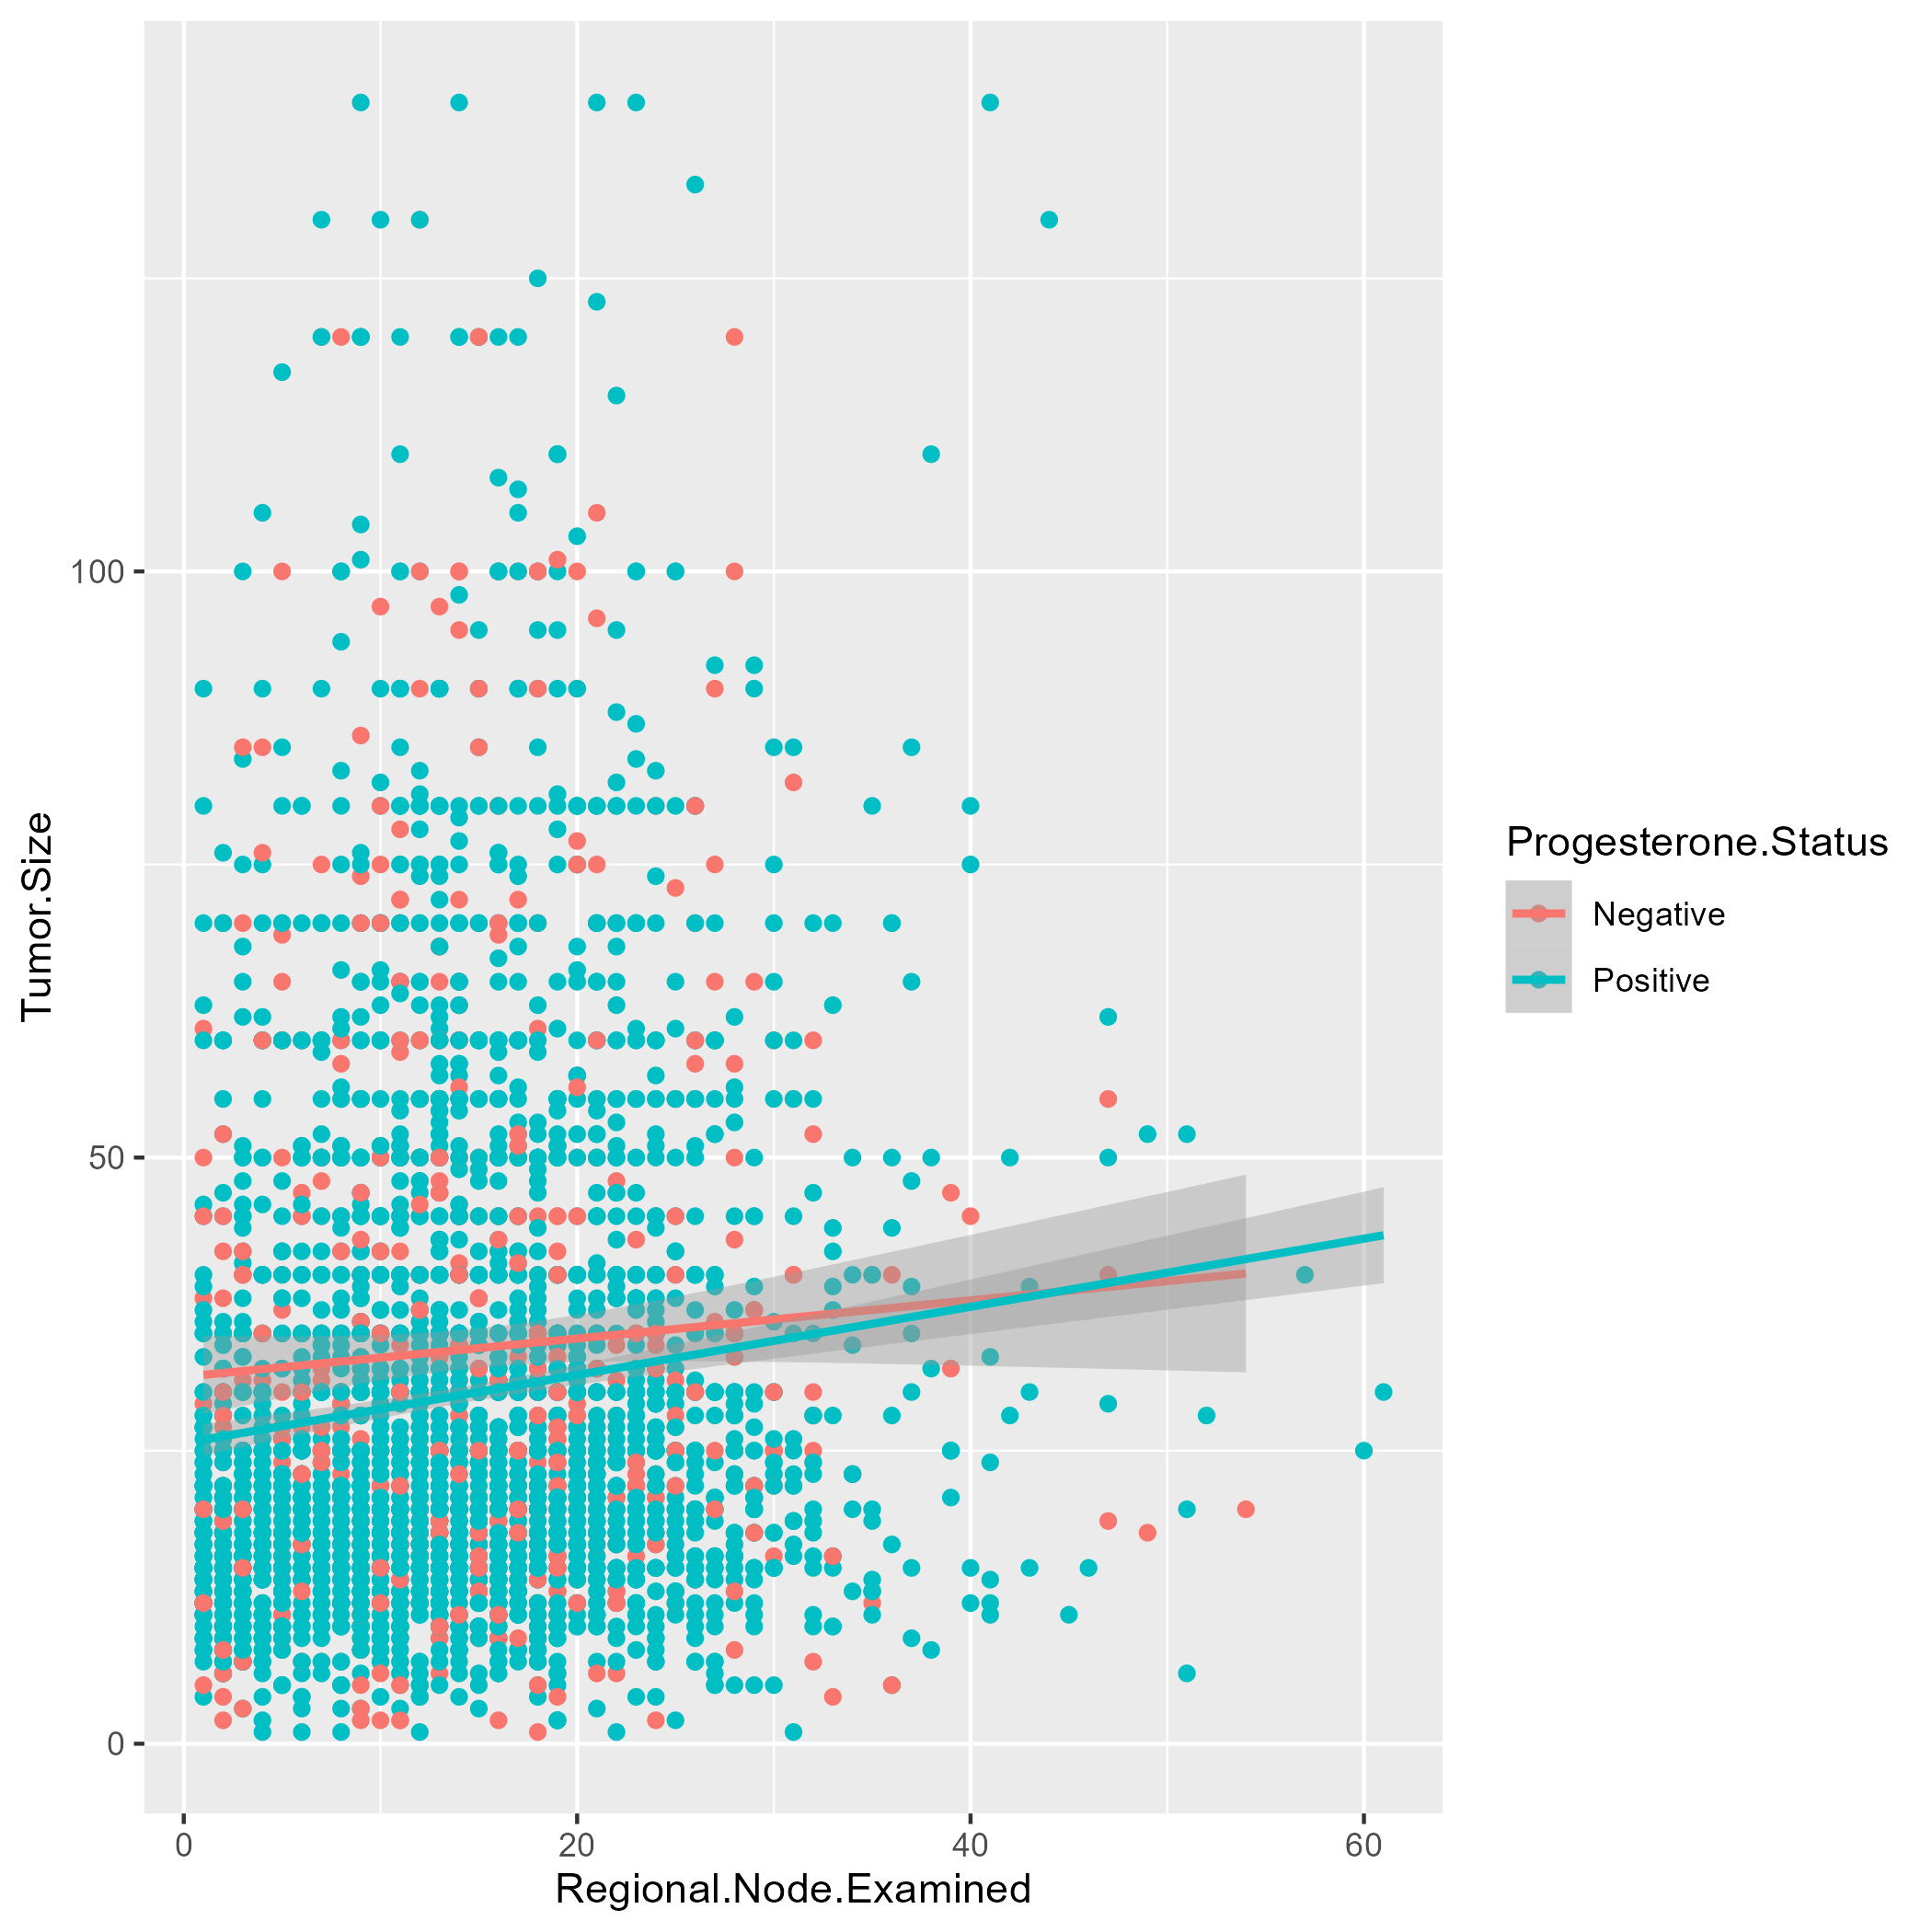 Tumor.Size
100
50
0
0 20 40 60
Regional.Node.Examined
Progesterone.Status
Negative
Positive